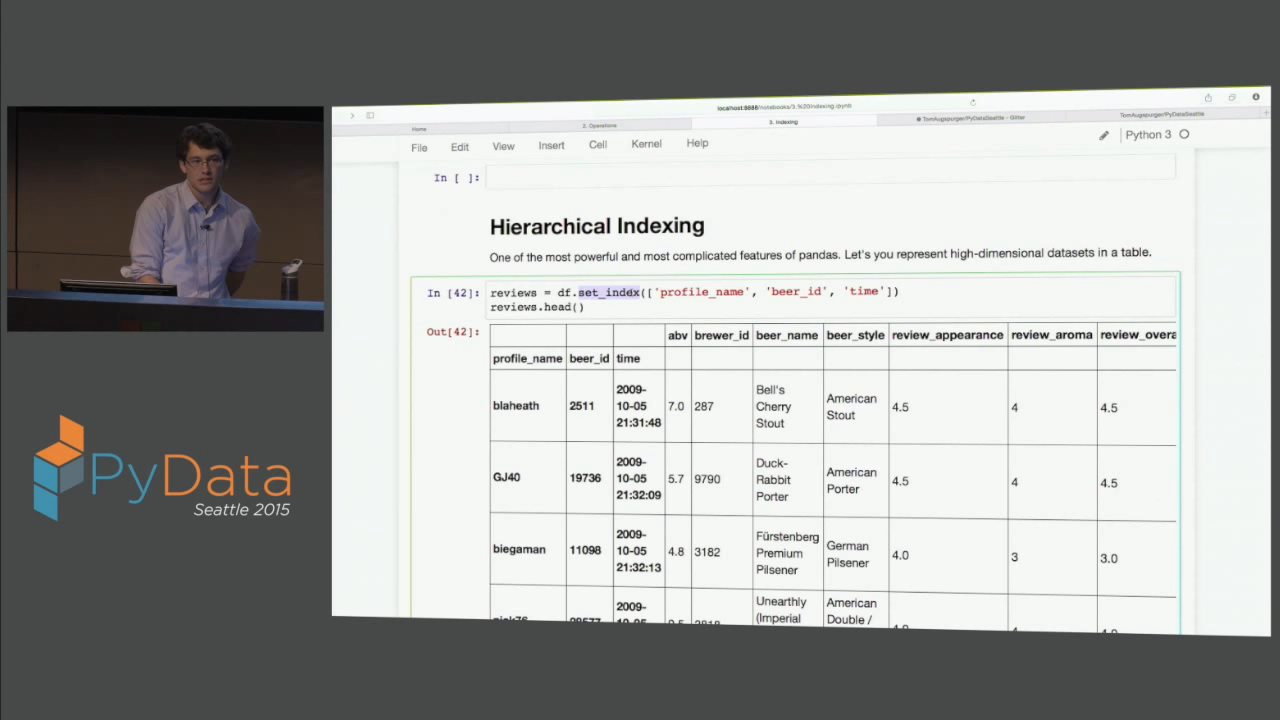 localhost:8888/notebooks/3.%20Indexing.ipynb
Home
2. Operations
3. Indexing
TomAugspurger/PyDataSeattle - Gitter
TomAugspurger/PyDataSeattle
File Edit View Insert Cell Kernel Help
Python 3
In [ ]:
Hierarchical Indexing
One of the most powerful and most complicated features of pandas. Let's you represent high-dimensional datasets in a table.
In [42]: reviews = df.set_index(['profile_name', 'beer_id', 'time'])
reviews.head()
Out[42]:
abv brewer_id beer_name beer_style review_appearance review_aroma review_overa
profile_name beer_id time
blaheath 2511 2009-10-05 21:31:48 7.0 287 Bell's Cherry Stout American Stout 4.5 4 4.5
GJ40 19736 2009-10-05 21:32:09 5.7 9790 Duck-Rabbit Porter American Porter 4.5 4 4.5
biegaman 11098 2009-10-05 21:32:13 4.8 3182 Fürstenberg Premium Pilsener German Pilsener 4.0 3 3.0
2009- Unearthly (Imperial American Double /
PyData
Seattle 2015